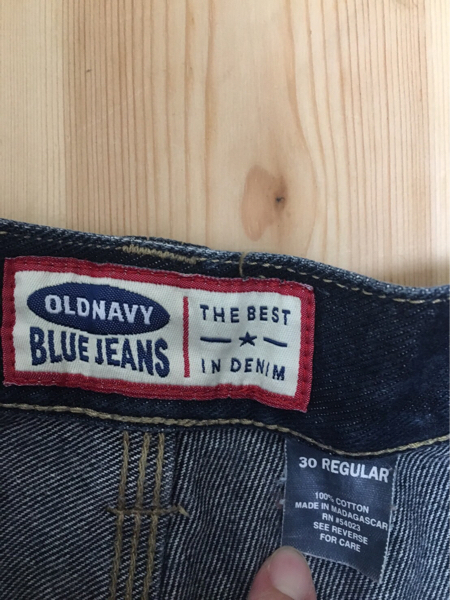 OLDNAVY
BLUE JEANS
THE BEST
IN DENIM
30 REGULAR
100% COTTON
MADE IN MADAGASCAR
RN #54023
SEE REVERSE
FOR CARE